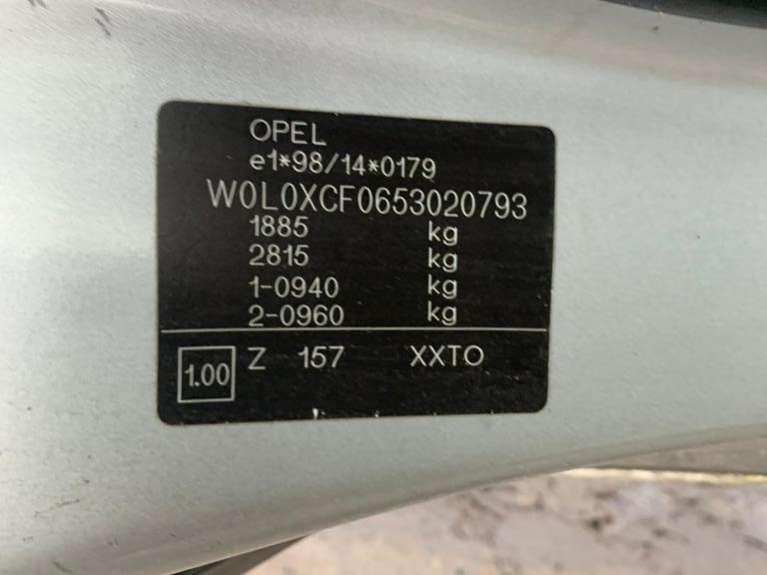 OPEL
e1*98/14*0179
W0L0XCF0653020793
1885 kg
2815 kg
1-0940 kg
2-0960 kg
1.00 Z 157 XXTO